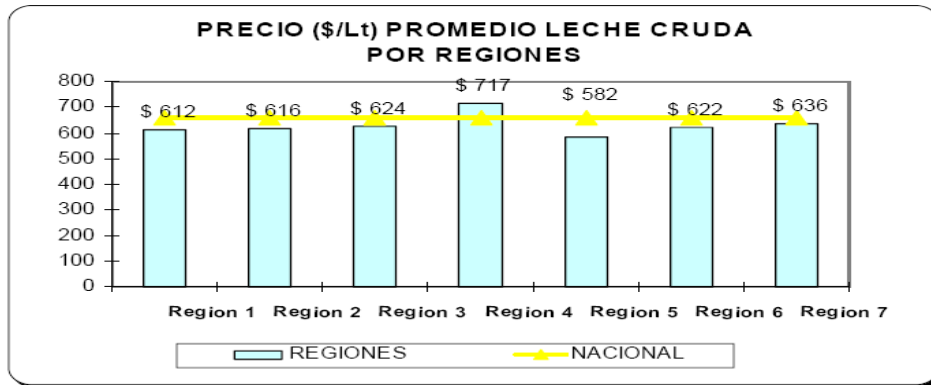 PRECIO ($/Lt) PROMEDIO LECHE CRUDA
POR REGIONES
800
700
600
500
400
300
200
100
0
$ 612
$ 616
$ 624
$ 717
$ 582
$ 622
$ 636
Region 1
Region 2
Region 3
Region 4
Region 5
Region 6
Region 7
REGIONES
NACIONAL